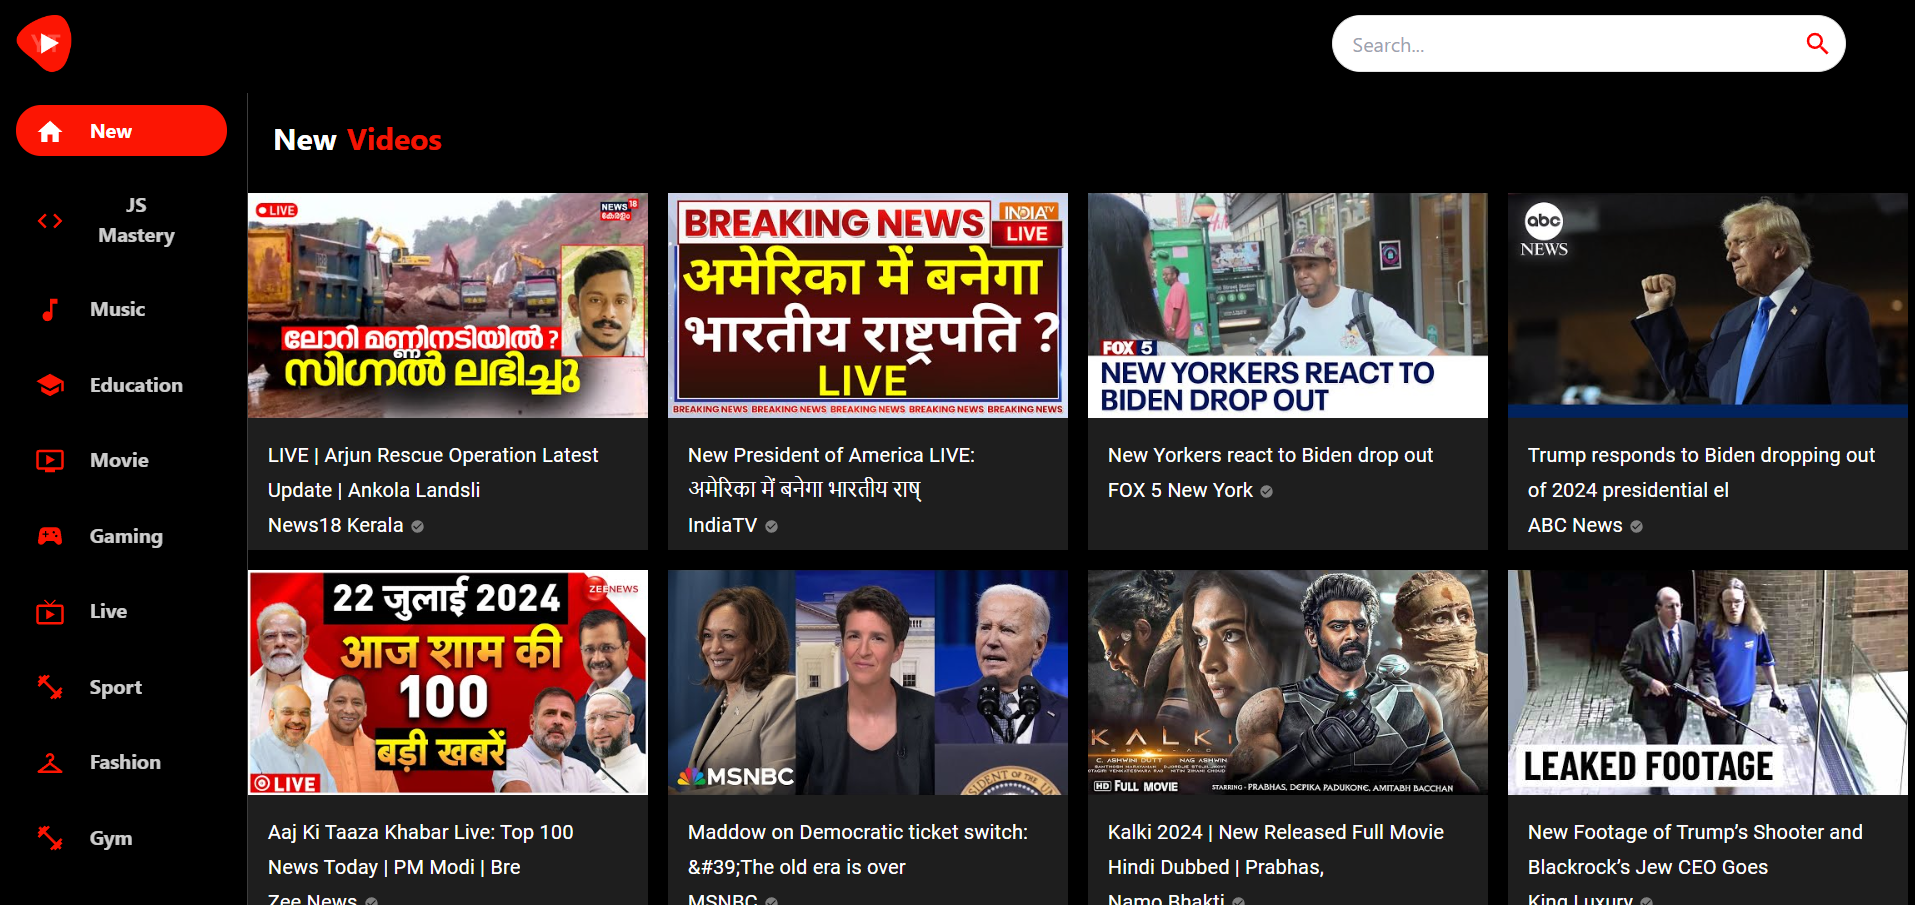 YT
Search...
New
JS
Mastery
Music
Education
Movie
Gaming
Live
Sport
Fashion
Gym
New Videos
LIVE
NEWS 18
കേരളം
ലോറി മണ്ണിനടിയിൽ ?
സിഗ്നൽ ലഭിച്ചു
LIVE | Arjun Rescue Operation Latest
Update | Ankola Landsli
News18 Kerala
BREAKING NEWS
INDIA TV
LIVE
अमेरिका में बनेगा
भारतीय राष्ट्रपति ?
LIVE
BREAKING NEWS BREAKING NEWS BREAKING NEWS BREAKING NEWS BREAKING NEWS
New President of America LIVE:
अमेरिका में बनेगा भारतीय राष्
IndiaTV
FOX 5
NEW YORKERS REACT TO
BIDEN DROP OUT
New Yorkers react to Biden drop out
FOX 5 New York
abc
NEWS
Trump responds to Biden dropping out
of 2024 presidential el
ABC News
22 जुलाई 2024
ZEE NEWS
आज शाम की
100
बड़ी खबरें
LIVE
Aaj Ki Taaza Khabar Live: Top 100
News Today | PM Modi | Bre
Zee News
MSNBC
Maddow on Democratic ticket switch:
&#39;The old era is over
MSNBC
KALKI
C. ASHWINI DUTT NAG ASHWIN
HD FULL MOVIE
STARRING - PRABHAS, DEPIKA PADUKONE, AMITABH BACCHAN
Kalki 2024 | New Released Full Movie
Hindi Dubbed | Prabhas,
Namo Bhakti
LEAKED FOOTAGE
New Footage of Trump’s Shooter and
Blackrock’s Jew CEO Goes
King Luxury